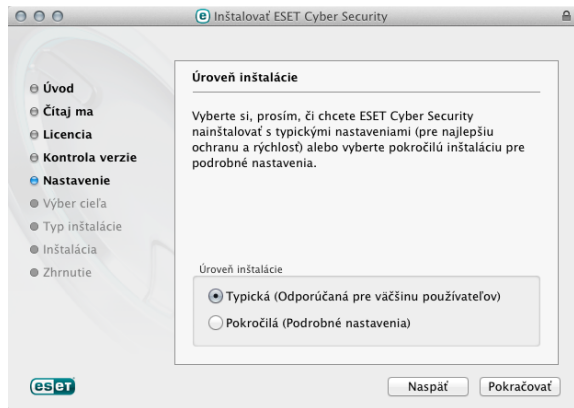 Inštalovať ESET Cyber Security
Úvod
Čítaj ma
Licencia
Kontrola verzie
Nastavenie
Výber cieľa
Typ inštalácie
Inštalácia
Zhrnutie
Úroveň inštalácie
Vyberte si, prosím, či chcete ESET Cyber Security
nainštalovať s typickými nastaveniami (pre najlepšiu
ochranu a rýchlosť) alebo vyberte pokročilú inštaláciu pre
podrobné nastavenia.
Úroveň inštalácie
Typická (Odporúčaná pre väčšinu používateľov)
Pokročilá (Podrobné nastavenia)
eseT
Naspäť
Pokračovať